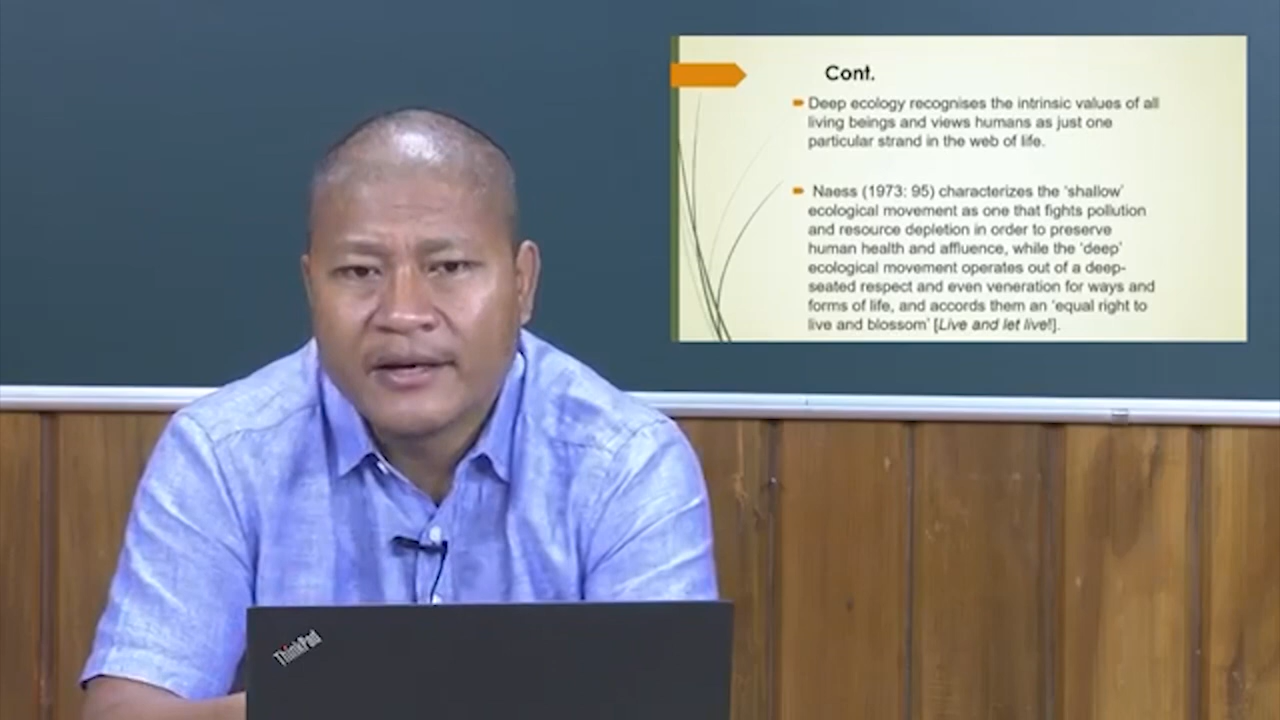 Cont.
Deep ecology recognises the intrinsic values of all
living beings and views humans as just one
particular strand in the web of life.
Naess (1973: 95) characterizes the ‘shallow’
ecological movement as one that fights pollution
and resource depletion in order to preserve
human health and affluence, while the ‘deep’
ecological movement operates out of a deep-
seated respect and even veneration for ways and
forms of life, and accords them an ‘equal right to
live and blossom’ [Live and let live!].
ThinkPad